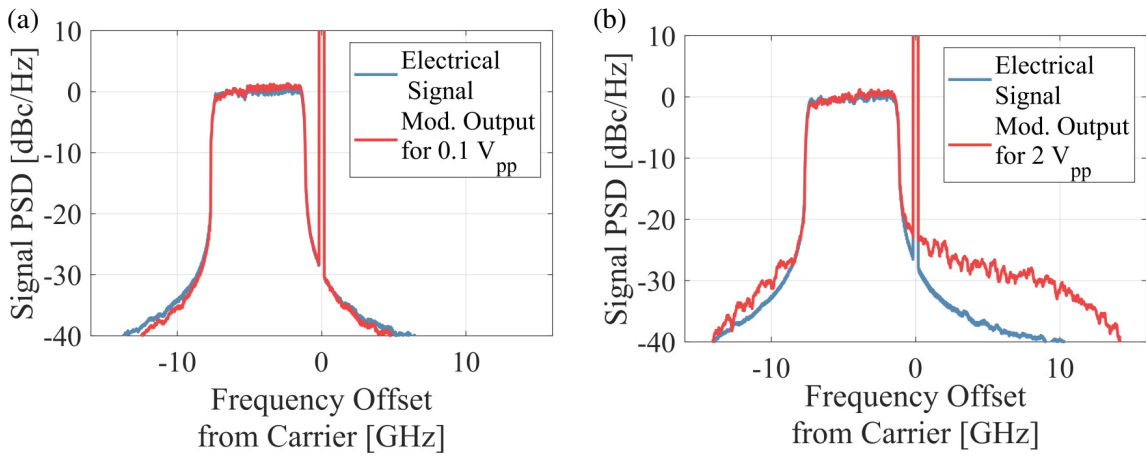 (a)
Signal PSD [dBc/Hz]
10
0
-10
-20
-30
-40
Electrical
Signal
Mod. Output
for 0.1 Vpp
-10
0
10
Frequency Offset
from Carrier [GHz]
(b)
Signal PSD [dBc/Hz]
10
0
-10
-20
-30
-40
Electrical
Signal
Mod. Output
for 2 Vpp
-10
0
10
Frequency Offset
from Carrier [GHz]